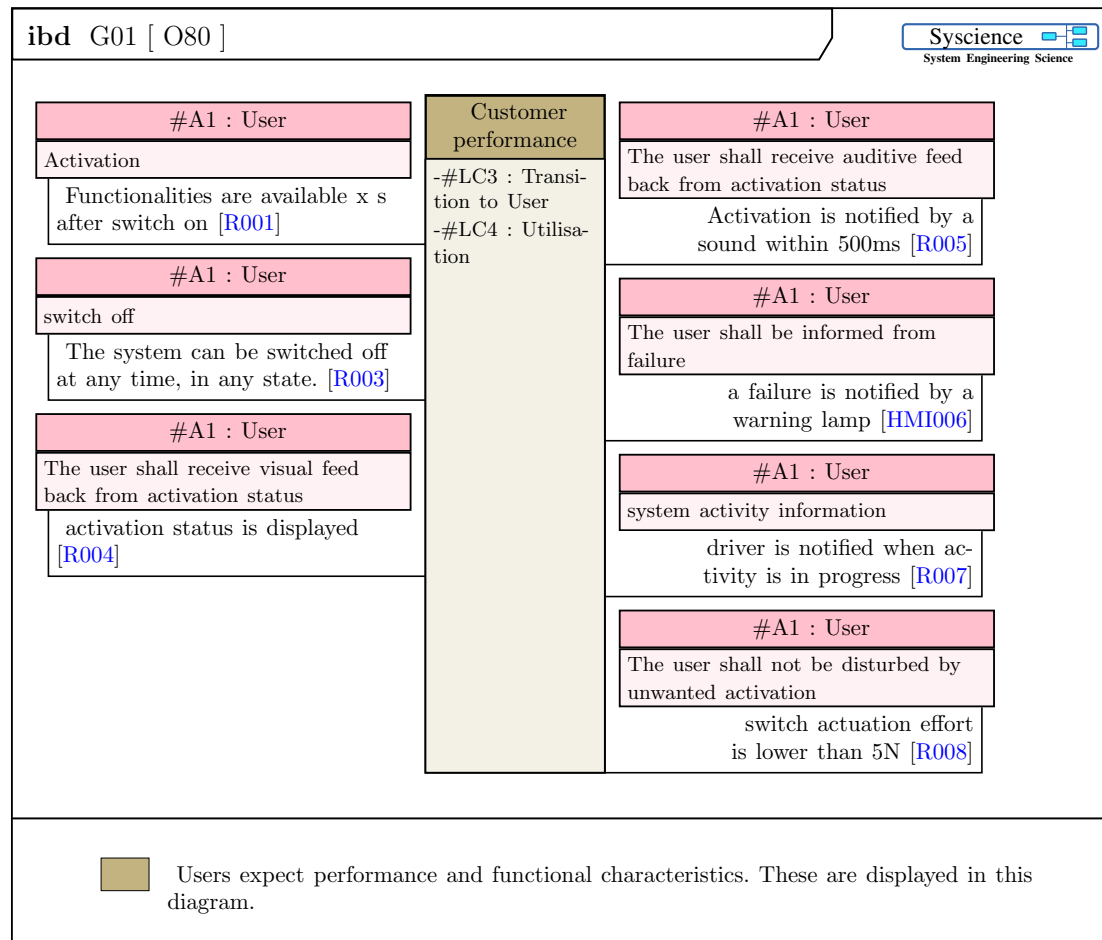 ibd G01 [ O80 ]
Syscience
System Engineering Science
#A1 : User
Activation
Functionalities are available x s
after switch on [R001]
#A1 : User
switch off
The system can be switched off
at any time, in any state. [R003]
#A1 : User
The user shall receive visual feed
back from activation status
activation status is displayed
[R004]
Customer
performance
-#LC3 : Transi-
tion to User
-#LC4 : Utilisa-
tion
#A1 : User
The user shall receive auditive feed
back from activation status
Activation is notified by a
sound within 500ms [R005]
#A1 : User
The user shall be informed from
failure
a failure is notified by a
warning lamp [HMI006]
#A1 : User
system activity information
driver is notified when ac-
tivity is in progress [R007]
#A1 : User
The user shall not be disturbed by
unwanted activation
switch actuation effort
is lower than 5N [R008]
Users expect performance and functional characteristics. These are displayed in this
diagram.